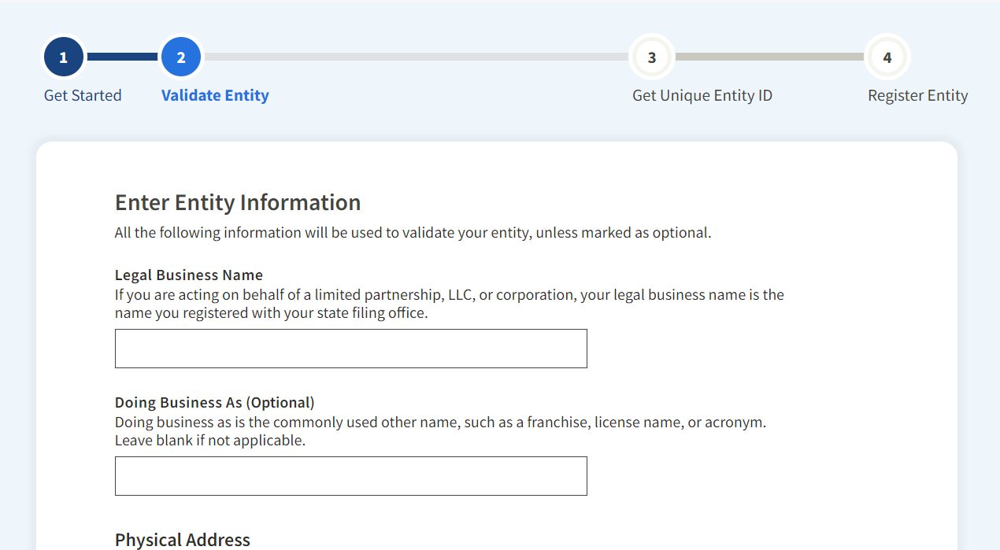 1 2 3 4
Get Started Validate Entity Get Unique Entity ID Register Entity
Enter Entity Information
All the following information will be used to validate your entity, unless marked as optional.
Legal Business Name
If you are acting on behalf of a limited partnership, LLC, or corporation, your legal business name is the
name you registered with your state filing office.
Doing Business As (Optional)
Doing business as is the commonly used other name, such as a franchise, license name, or acronym.
Leave blank if not applicable.
Physical Address